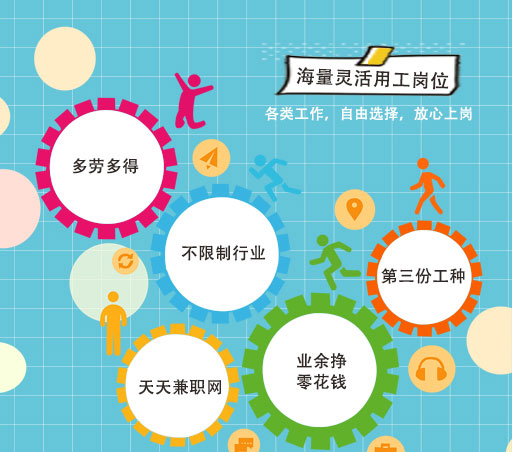 海量灵活用工岗位
各类工作，自由选择，放心上岗
多劳多得
不限制行业
第三份工种
业余挣
零花钱
天天兼职网